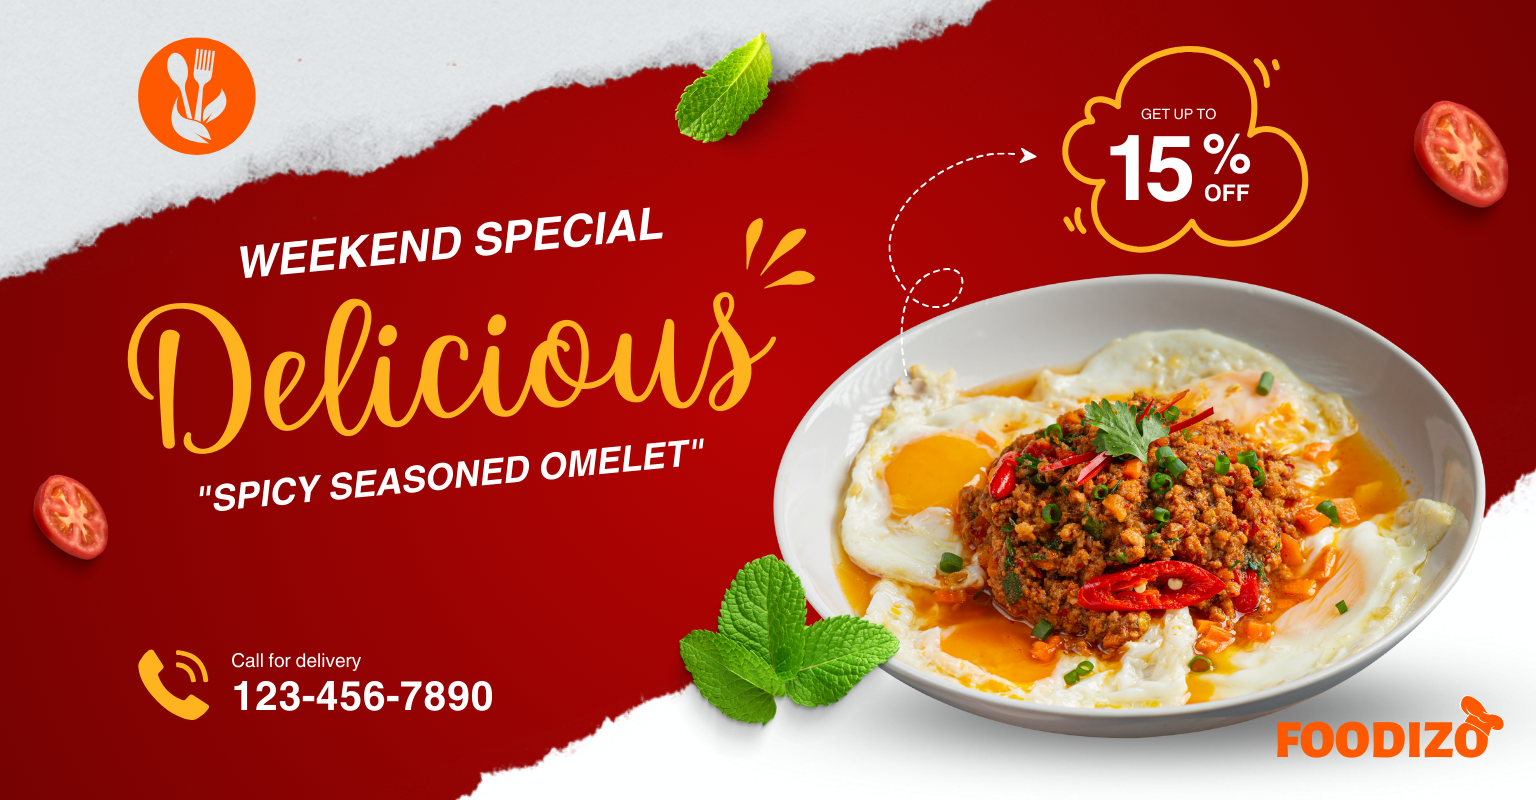 WEEKEND SPECIAL
Delicious
"SPICY SEASONED OMELET"
GET UP TO
15%
OFF
Call for delivery
123-456-7890
FOODIZO